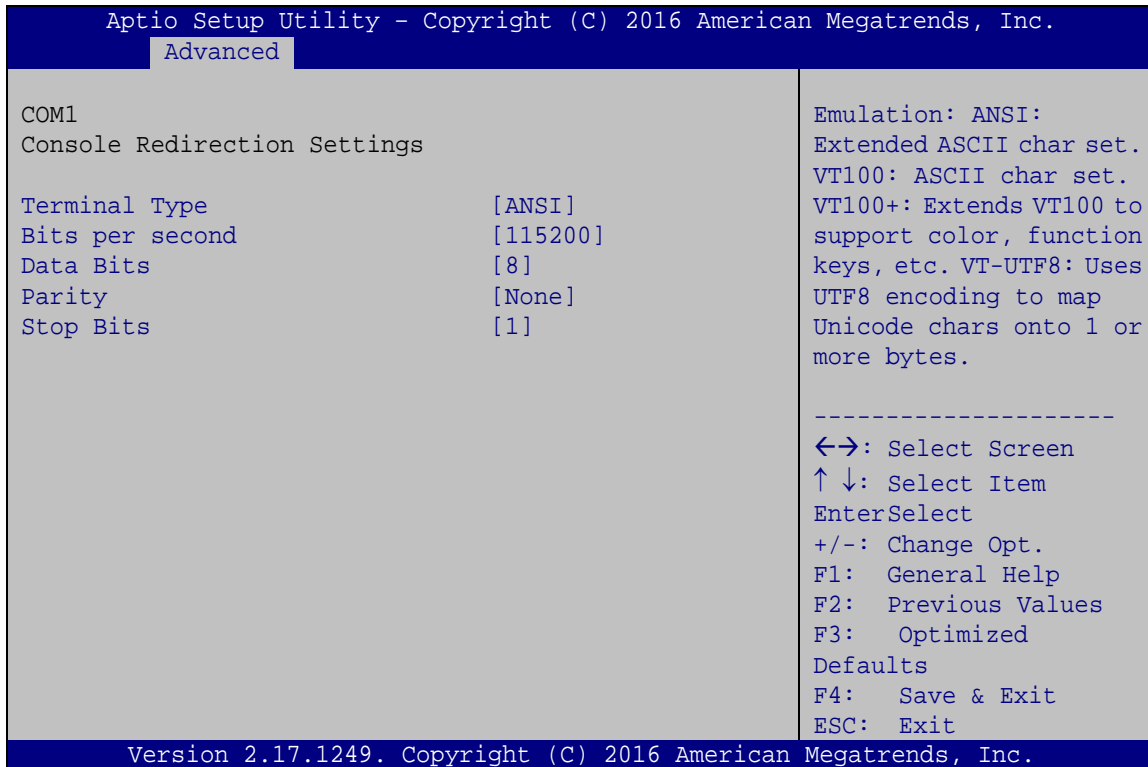 Aptio Setup Utility – Copyright (C) 2016 American Megatrends, Inc.
Advanced
COM1
Console Redirection Settings
Terminal Type [ANSI]
Bits per second [115200]
Data Bits [8]
Parity [None]
Stop Bits [1]
Emulation: ANSI:
Extended ASCII char set.
VT100: ASCII char set.
VT100+: Extends VT100 to
support color, function
keys, etc. VT-UTF8: Uses
UTF8 encoding to map
Unicode chars onto 1 or
more bytes.
---------------------
←→: Select Screen
↑ ↓: Select Item
EnterSelect
+/-: Change Opt.
F1: General Help
F2: Previous Values
F3: Optimized
Defaults
F4: Save & Exit
ESC: Exit
Version 2.17.1249. Copyright (C) 2016 American Megatrends, Inc.